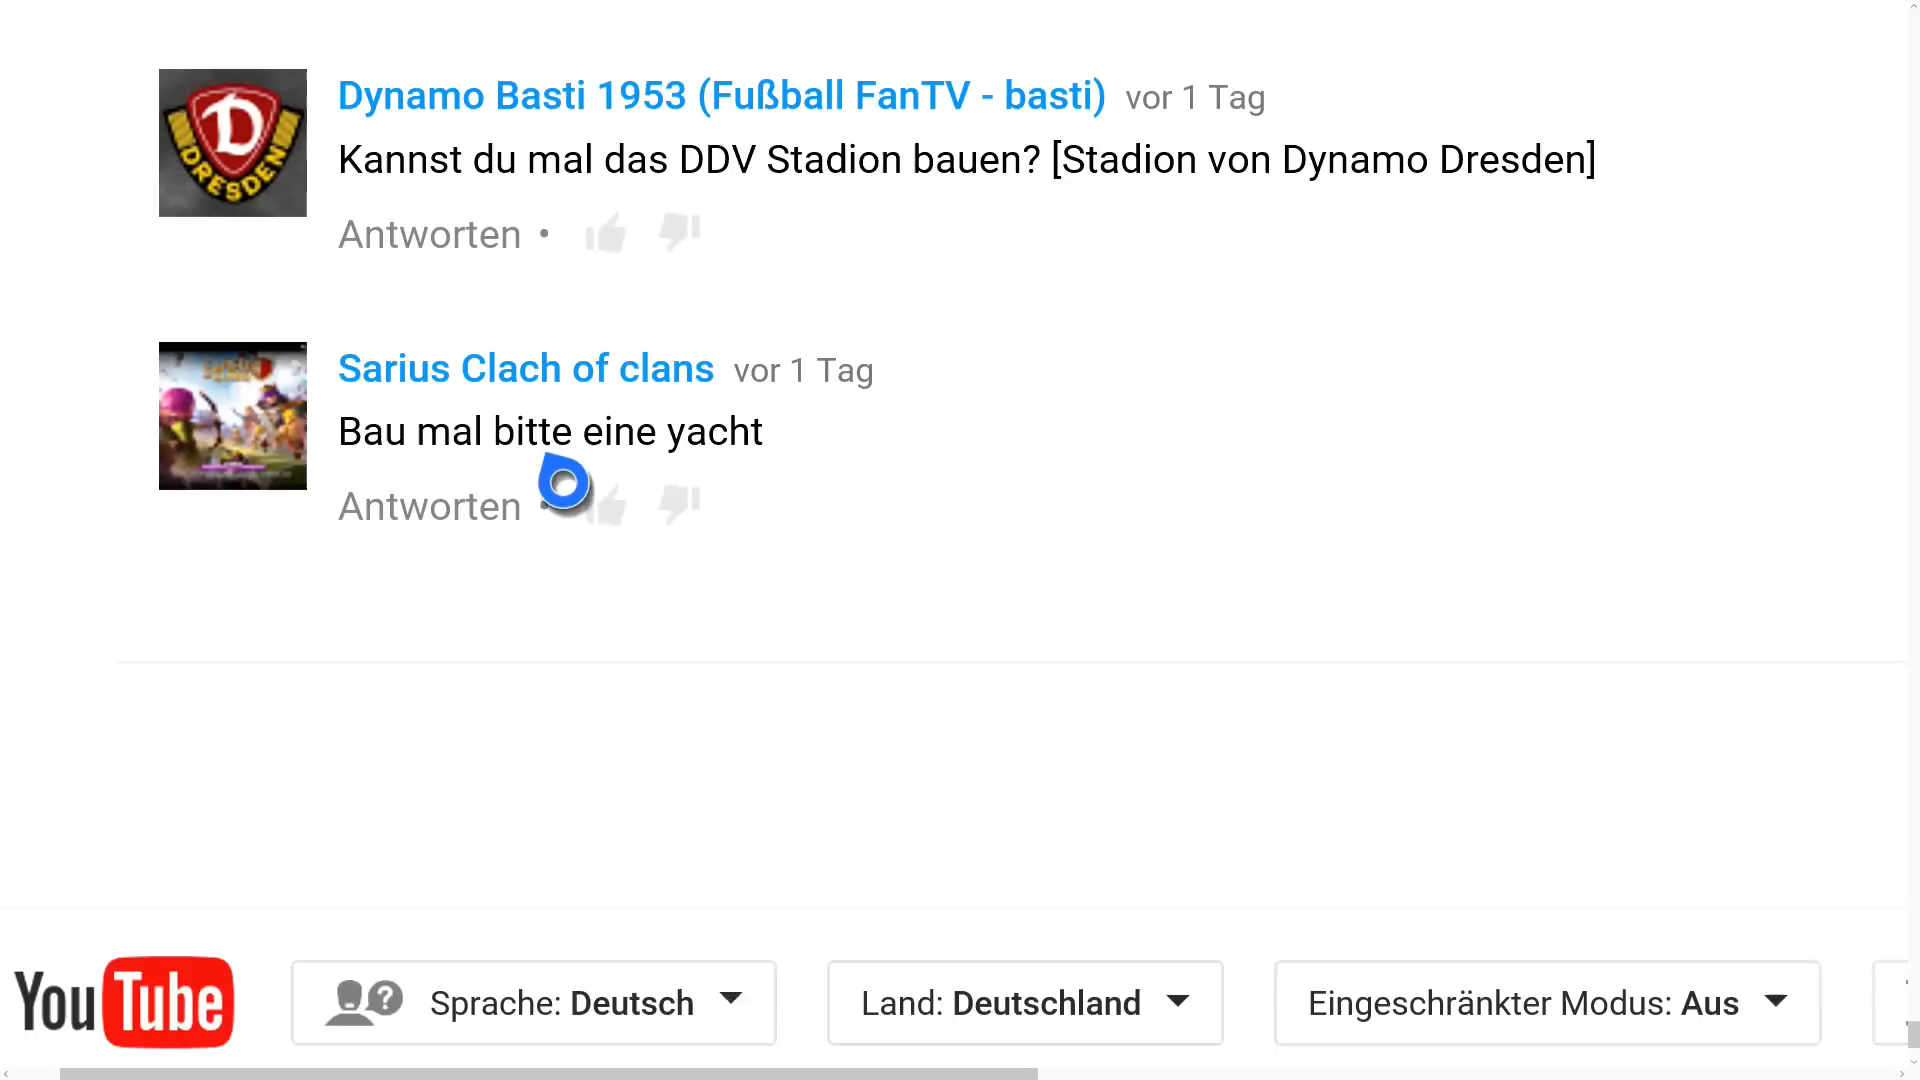 D
DRESDEN
Dynamo Basti 1953 (Fußball FanTV - basti) vor 1 Tag
Kannst du mal das DDV Stadion bauen? [Stadion von Dynamo Dresden]
Antworten •
Sarius Clach of clans vor 1 Tag
Bau mal bitte eine yacht
Antworten •
YouTube
Sprache: Deutsch
Land: Deutschland
Eingeschränkter Modus: Aus